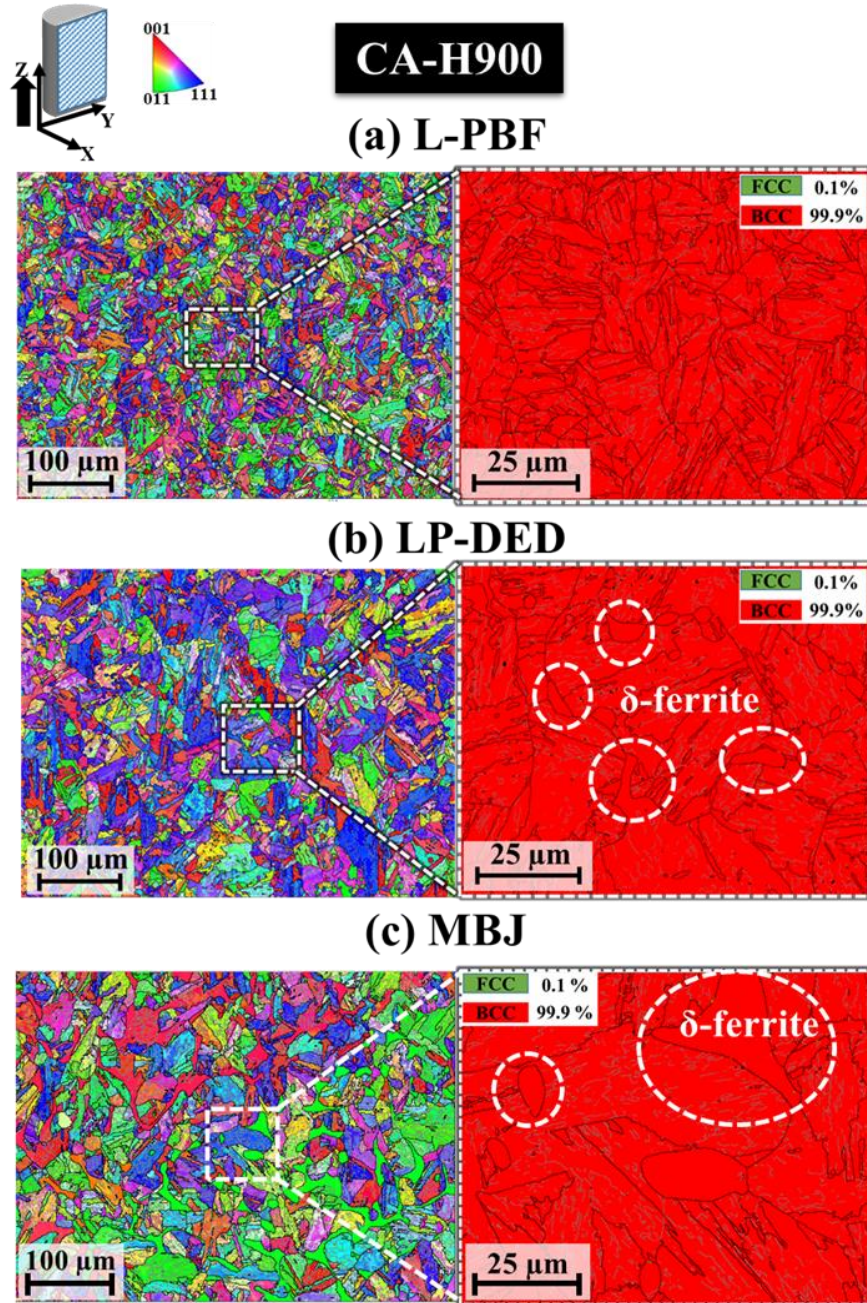 001
011
111
Z
Y
X
CA-H900
(a) L-PBF
100 µm
FCC 0.1%
BCC 99.9%
25 µm
(b) LP-DED
100 µm
FCC 0.1%
BCC 99.9%
δ-ferrite
25 µm
(c) MBJ
100 µm
FCC 0.1 %
BCC 99.9 %
δ-ferrite
25 µm